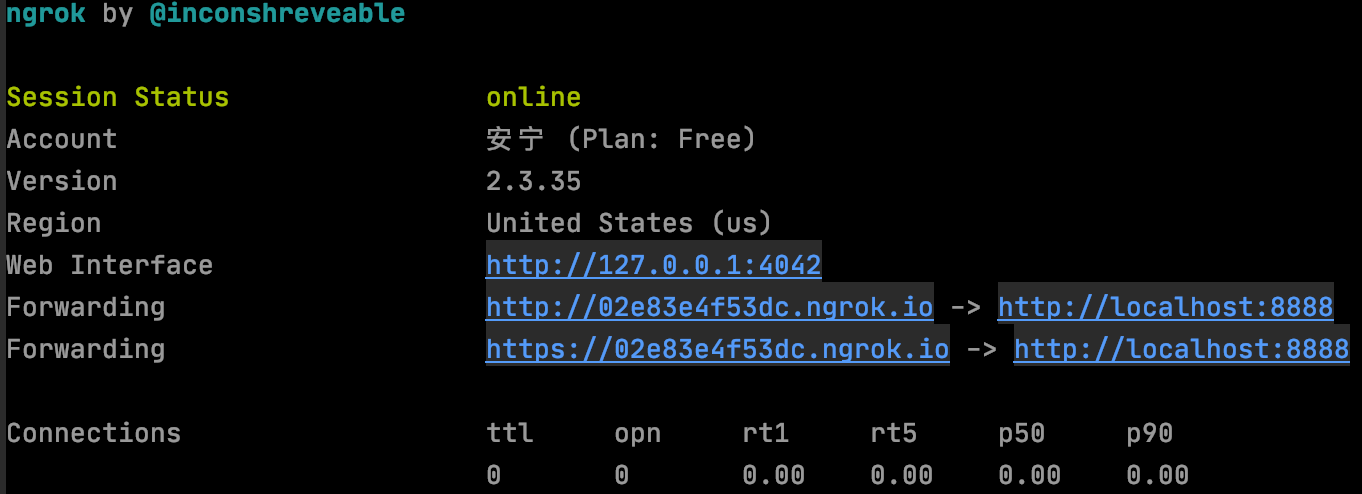 ngrok by @inconshreveable
Session Status online
Account 安宁 (Plan: Free)
Version 2.3.35
Region United States (us)
Web Interface http://127.0.0.1:4042
Forwarding http://02e83e4f53dc.ngrok.io -> http://localhost:8888
Forwarding https://02e83e4f53dc.ngrok.io -> http://localhost:8888
Connections ttl opn rt1 rt5 p50 p90
0 0 0.00 0.00 0.00 0.00